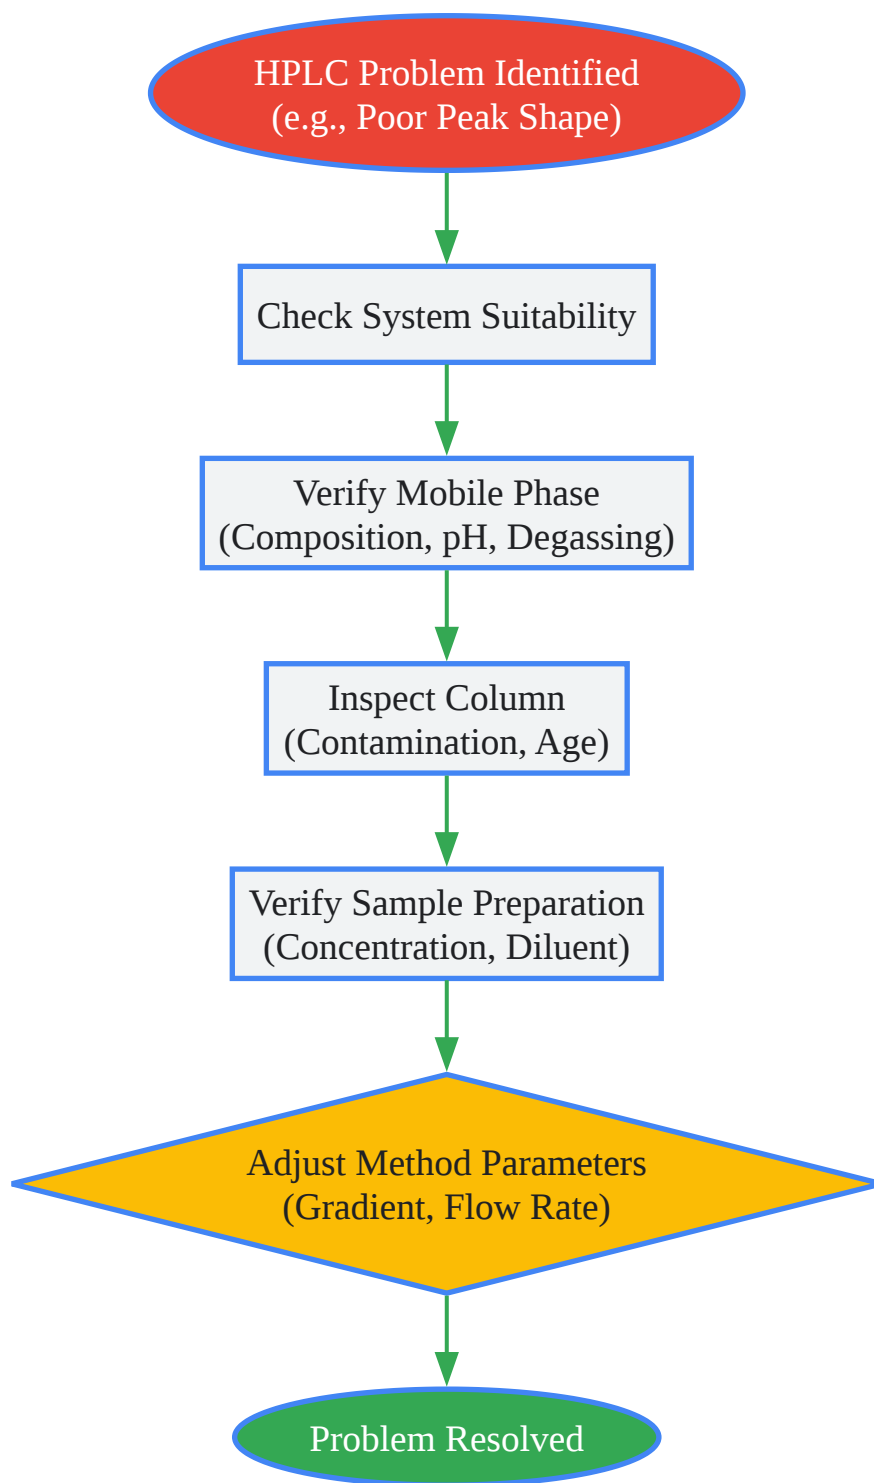 HPLC Problem Identified
(e.g., Poor Peak Shape)
Check System Suitability
Verify Mobile Phase
(Composition, pH, Degassing)
Inspect Column
(Contamination, Age)
Verify Sample Preparation
(Concentration, Diluent)
Adjust Method Parameters
(Gradient, Flow Rate)
Problem Resolved